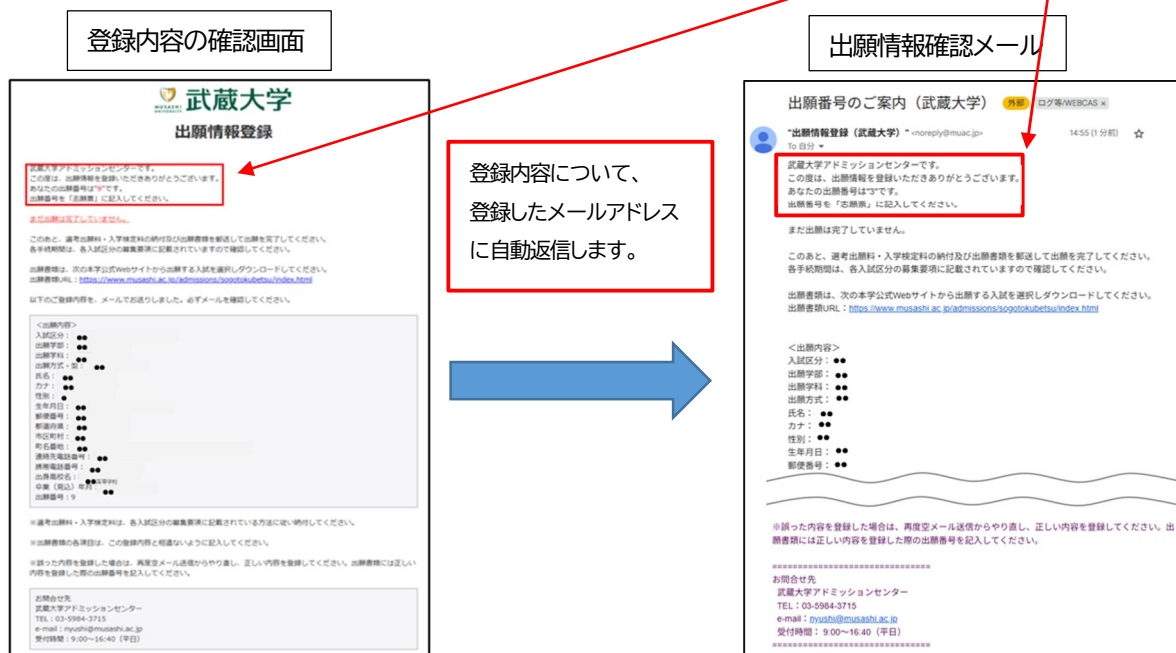 登録内容の確認画面
MUSASHI UNIVERSITY 武蔵大学
出願情報登録
武蔵大学アドミッションセンターです。
この度は、出願情報を登録いただきありがとうございます。
あなたの出願番号は"9"です。
出願番号を「志願票」に記入してください。
まだ出願は完了していません。
このあと、選考出願料・入学検定料の納付及び出願書類を郵送して出願を完了してください。
各手続期間は、各入試区分の募集要項に記載されていますので確認してください。
出願書類は、次の本学公式Webサイトから出願する入試を選択しダウンロードしてください。
出願書類URL：https://www.musashi.ac.jp/admissions/sogotokubetsu/index.html
以下のご登録内容を、メールでお送りしました。必ずメールを確認してください。
<出願内容>
入試区分： ●●
出願学部： ●●
出願学科： ●●
出願方式・型： ●●
氏名： ●●
カナ： ●●
性別： ●
生年月日： ●●
郵便番号： ●●
都道府県： ●●
市区町村： ●●
町名番地： ●●
連絡先電話番号： ●●
携帯電話番号： ●●
出身高校名： ●●高等学校
卒業（見込）年月： ●●
出願番号：9
※選考出願料・入学検定料は、各入試区分の募集要項に記載されている方法に従い納付してください。
※出願書類の各項目は、この登録内容と相違ないように記入してください。
※誤った内容を登録した場合は、再度空メール送信からやり直し、正しい内容を登録してください。出願書類には正しい
内容を登録した際の出願番号を記入してください。
お問合せ先
武蔵大学アドミッションセンター
TEL：03-5984-3715
e-mail：nyushi@musashi.ac.jp
受付時間：9:00～16:40（平日）
登録内容について、
登録したメールアドレス
に自動返信します。
出願情報確認メール
出願番号のご案内（武蔵大学） 外部 ログ等/WEBCAS ×
"出願情報登録（武蔵大学）" <noreply@muac.jp> 14:55 (1 分前) ☆
To 自分
武蔵大学アドミッションセンターです。
この度は、出願情報を登録いただきありがとうございます。
あなたの出願番号は"3"です。
出願番号を「志願票」に記入してください。
まだ出願は完了していません。
このあと、選考出願料・入学検定料の納付及び出願書類を郵送して出願を完了してください。
各手続期間は、各入試区分の募集要項に記載されていますので確認してください。
出願書類は、次の本学公式Webサイトから出願する入試を選択しダウンロードしてください。
出願書類URL：https://www.musashi.ac.jp/admissions/sogotokubetsu/index.html
<出願内容>
入試区分： ●●
出願学部： ●●
出願学科： ●●
出願方式： ●●
氏名： ●●
カナ： ●●
性別： ●●
生年月日： ●●
郵便番号： ●●
※誤った内容を登録した場合は、再度空メール送信からやり直し、正しい内容を登録してください。出
願書類には正しい内容を登録した際の出願番号を記入してください。
==============================
お問合せ先
武蔵大学アドミッションセンター
TEL：03-5984-3715
e-mail：nyushi@musashi.ac.jp
受付時間： 9:00～16:40（平日）
==============================